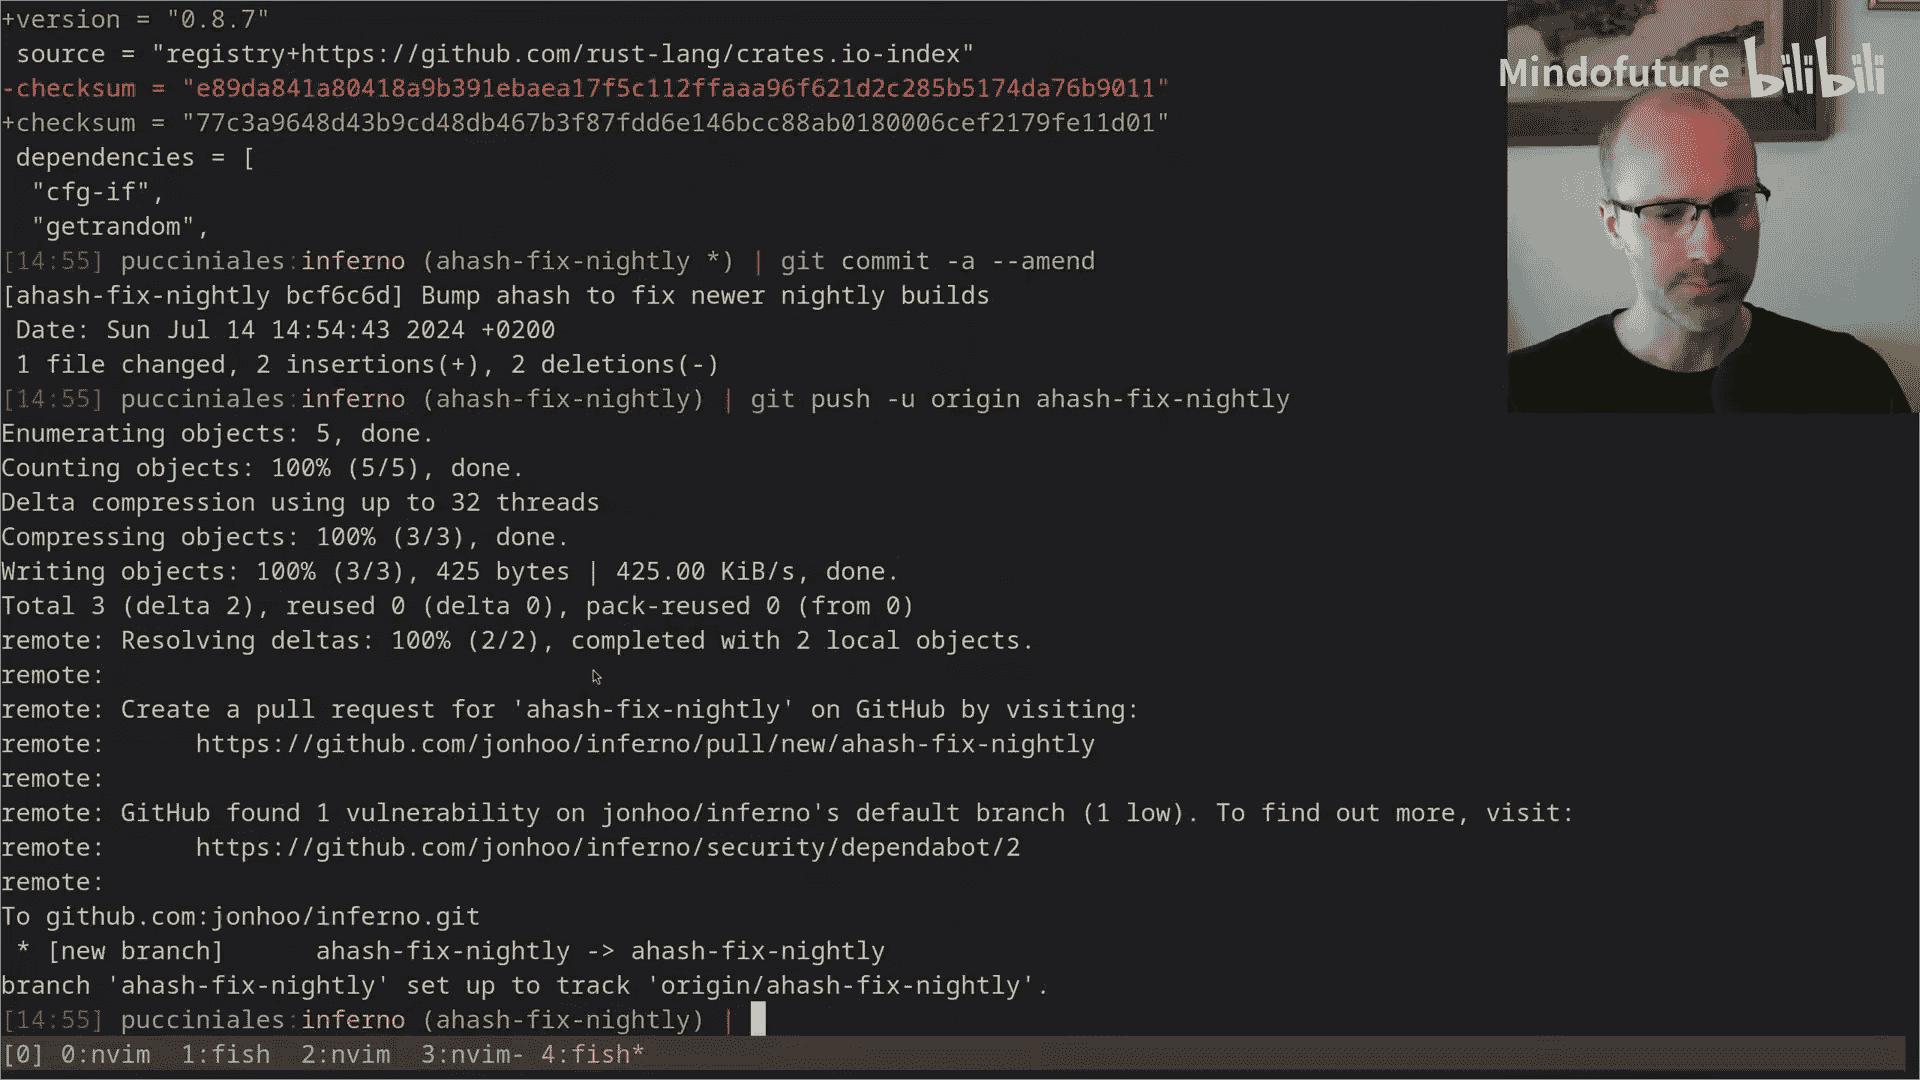 +version = "0.8.7"
 source = "registry+https://github.com/rust-lang/crates.io-index"
-checksum = "e89da841a80418a9b391ebaea17f5c112ffaaa96f621d2c285b5174da76b9011"
+checksum = "77c3a9648d43b9cd48db467b3f87fdd6e146bcc88ab0180006cef2179fe11d01"
 dependencies = [
  "cfg-if",
  "getrandom",
[14:55] pucciniales:inferno (ahash-fix-nightly *) | git commit -a --amend
[ahash-fix-nightly bcf6c6d] Bump ahash to fix newer nightly builds
 Date: Sun Jul 14 14:54:43 2024 +0200
 1 file changed, 2 insertions(+), 2 deletions(-)
[14:55] pucciniales:inferno (ahash-fix-nightly) | git push -u origin ahash-fix-nightly
Enumerating objects: 5, done.
Counting objects: 100% (5/5), done.
Delta compression using up to 32 threads
Compressing objects: 100% (3/3), done.
Writing objects: 100% (3/3), 425 bytes | 425.00 KiB/s, done.
Total 3 (delta 2), reused 0 (delta 0), pack-reused 0 (from 0)
remote: Resolving deltas: 100% (2/2), completed with 2 local objects.
remote:
remote: Create a pull request for 'ahash-fix-nightly' on GitHub by visiting:
remote:      https://github.com/jonhoo/inferno/pull/new/ahash-fix-nightly
remote:
remote: GitHub found 1 vulnerability on jonhoo/inferno's default branch (1 low). To find out more, visit:
remote:      https://github.com/jonhoo/inferno/security/dependabot/2
remote:
To github.com:jonhoo/inferno.git
 * [new branch]      ahash-fix-nightly -> ahash-fix-nightly
branch 'ahash-fix-nightly' set up to track 'origin/ahash-fix-nightly'.
[14:55] pucciniales:inferno (ahash-fix-nightly) |
[0] 0:nvim  1:fish  2:nvim  3:nvim- 4:fish*
Mindofuture bilibili